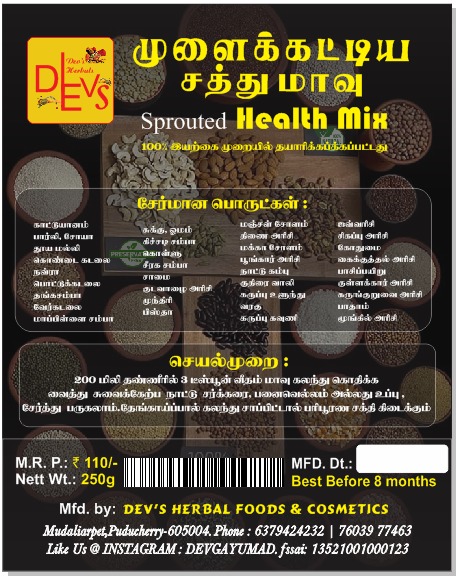 Dev's
Herbals
DEV'S
முளைக்கட்டிய
சத்துமாவு
Sprouted Health Mix
100% இயற்கை முறையில் தயாரிக்கப்பட்டது
சேர்மான பொருட்கள் :
காட்டுயானம்
பார்லி, சோயா
தூய மல்லி
கொண்டை கடலை
நவரா
பொட்டுக்கடலை
தங்கசம்பா
வேர்கடலை
மாப்பிள்ளை சம்பா
சுக்கு, ஓமம்
கிச்சடி சம்பா
கொள்ளு
சீரக சம்பா
சாமை
குடவாழை அரிசி
முந்திரி
பிஸ்தா
மஞ்சள் சோளம்
தினை அரிசி
மக்கா சோளம்
பூங்கார் அரிசி
நாட்டு கம்பு
குதிரை வாலி
கருப்பு உளுந்து
வரகு
கருப்பு கவுணி
ஜவ்வரிசி
சிகப்பு அரிசி
கோதுமை
கைக்குத்தல் அரிசி
பாசிப்பயிறு
குள்ளக்கார் அரிசி
கருங்குறுவை அரிசி
பாதாம்
மூங்கில் அரிசி
செயல்முறை :
200 மிலி தண்ணீரில் 3 டீஸ்பூன் வீதம் மாவு கலந்து கொதிக்க
வைத்து சுவைக்கேற்ப நாட்டு சர்க்கரை, பனைவெல்லம் அல்லது உப்பு ,
சேர்த்து பருகலாம்.தேங்காய்ப்பால் கலந்து சாப்பிட்டால் பரிபூரண சக்தி கிடைக்கும்
M.R. P.: ₹ 110/-
Nett Wt.: 250g
MFD. Dt.:
Best Before 8 months
Mfd. by: DEV'S HERBAL FOODS & COSMETICS
Mudaliarpet,Puducherry-605004. Phone : 6379424232 | 76039 77463
Like Us @ INSTAGRAM : DEVGAYUMAD. fssai: 13521001000123